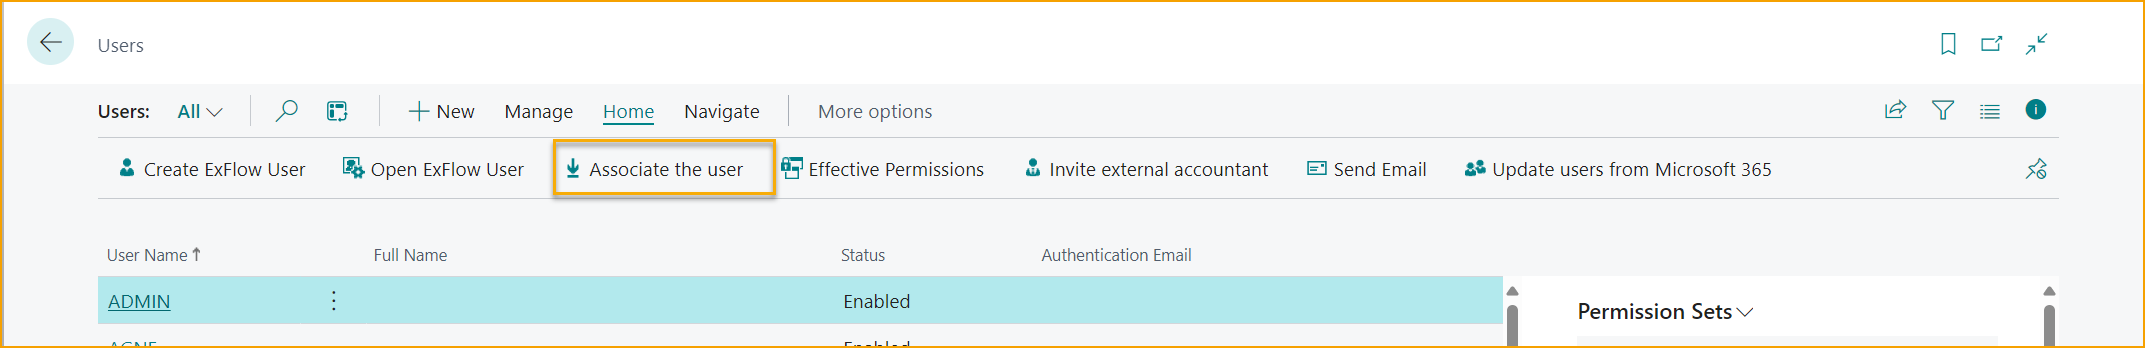 Users
Users: All New Manage Home Navigate More options
Create ExFlow User Open ExFlow User Associate the user Effective Permissions Invite external accountant Send Email Update users from Microsoft 365
User Name Full Name Status Authentication Email
ADMIN Enabled
Permission Sets